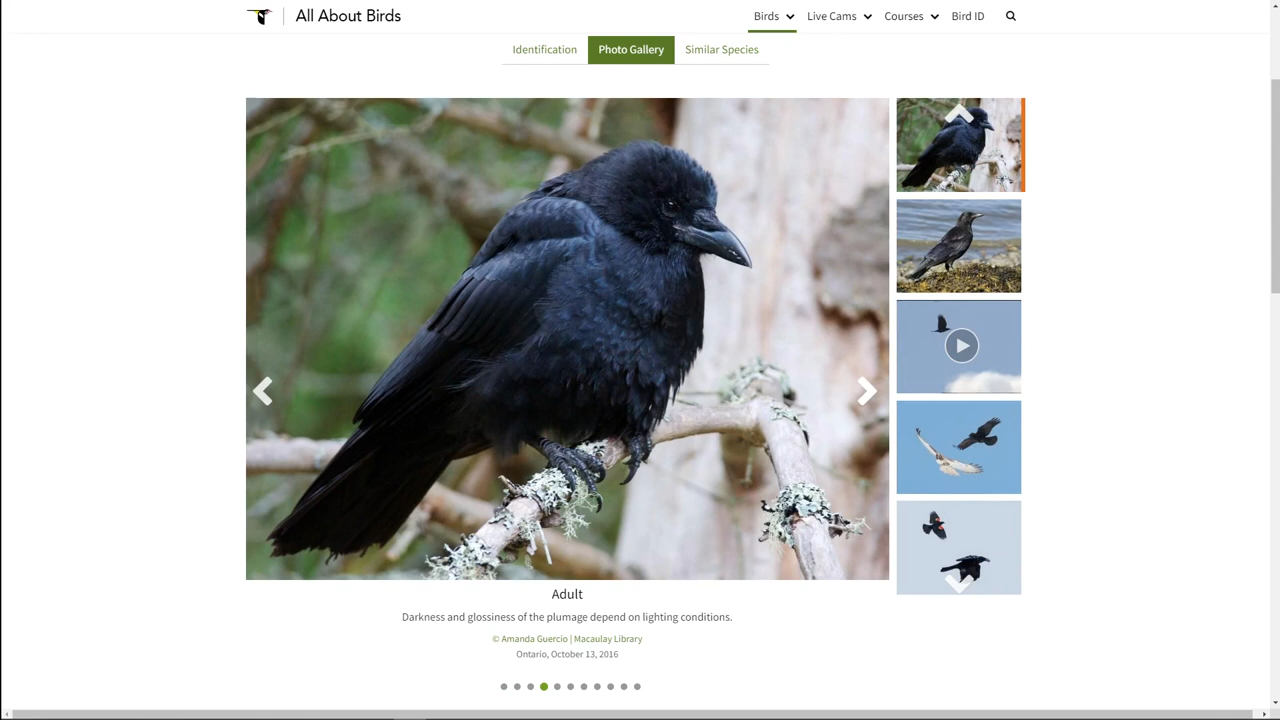 All About Birds
Birds
Live Cams
Courses
Bird ID
Identification
Photo Gallery
Similar Species
Adult
Darkness and glossiness of the plumage depend on lighting conditions.
© Amanda Guercio | Macaulay Library
Ontario, October 13, 2016